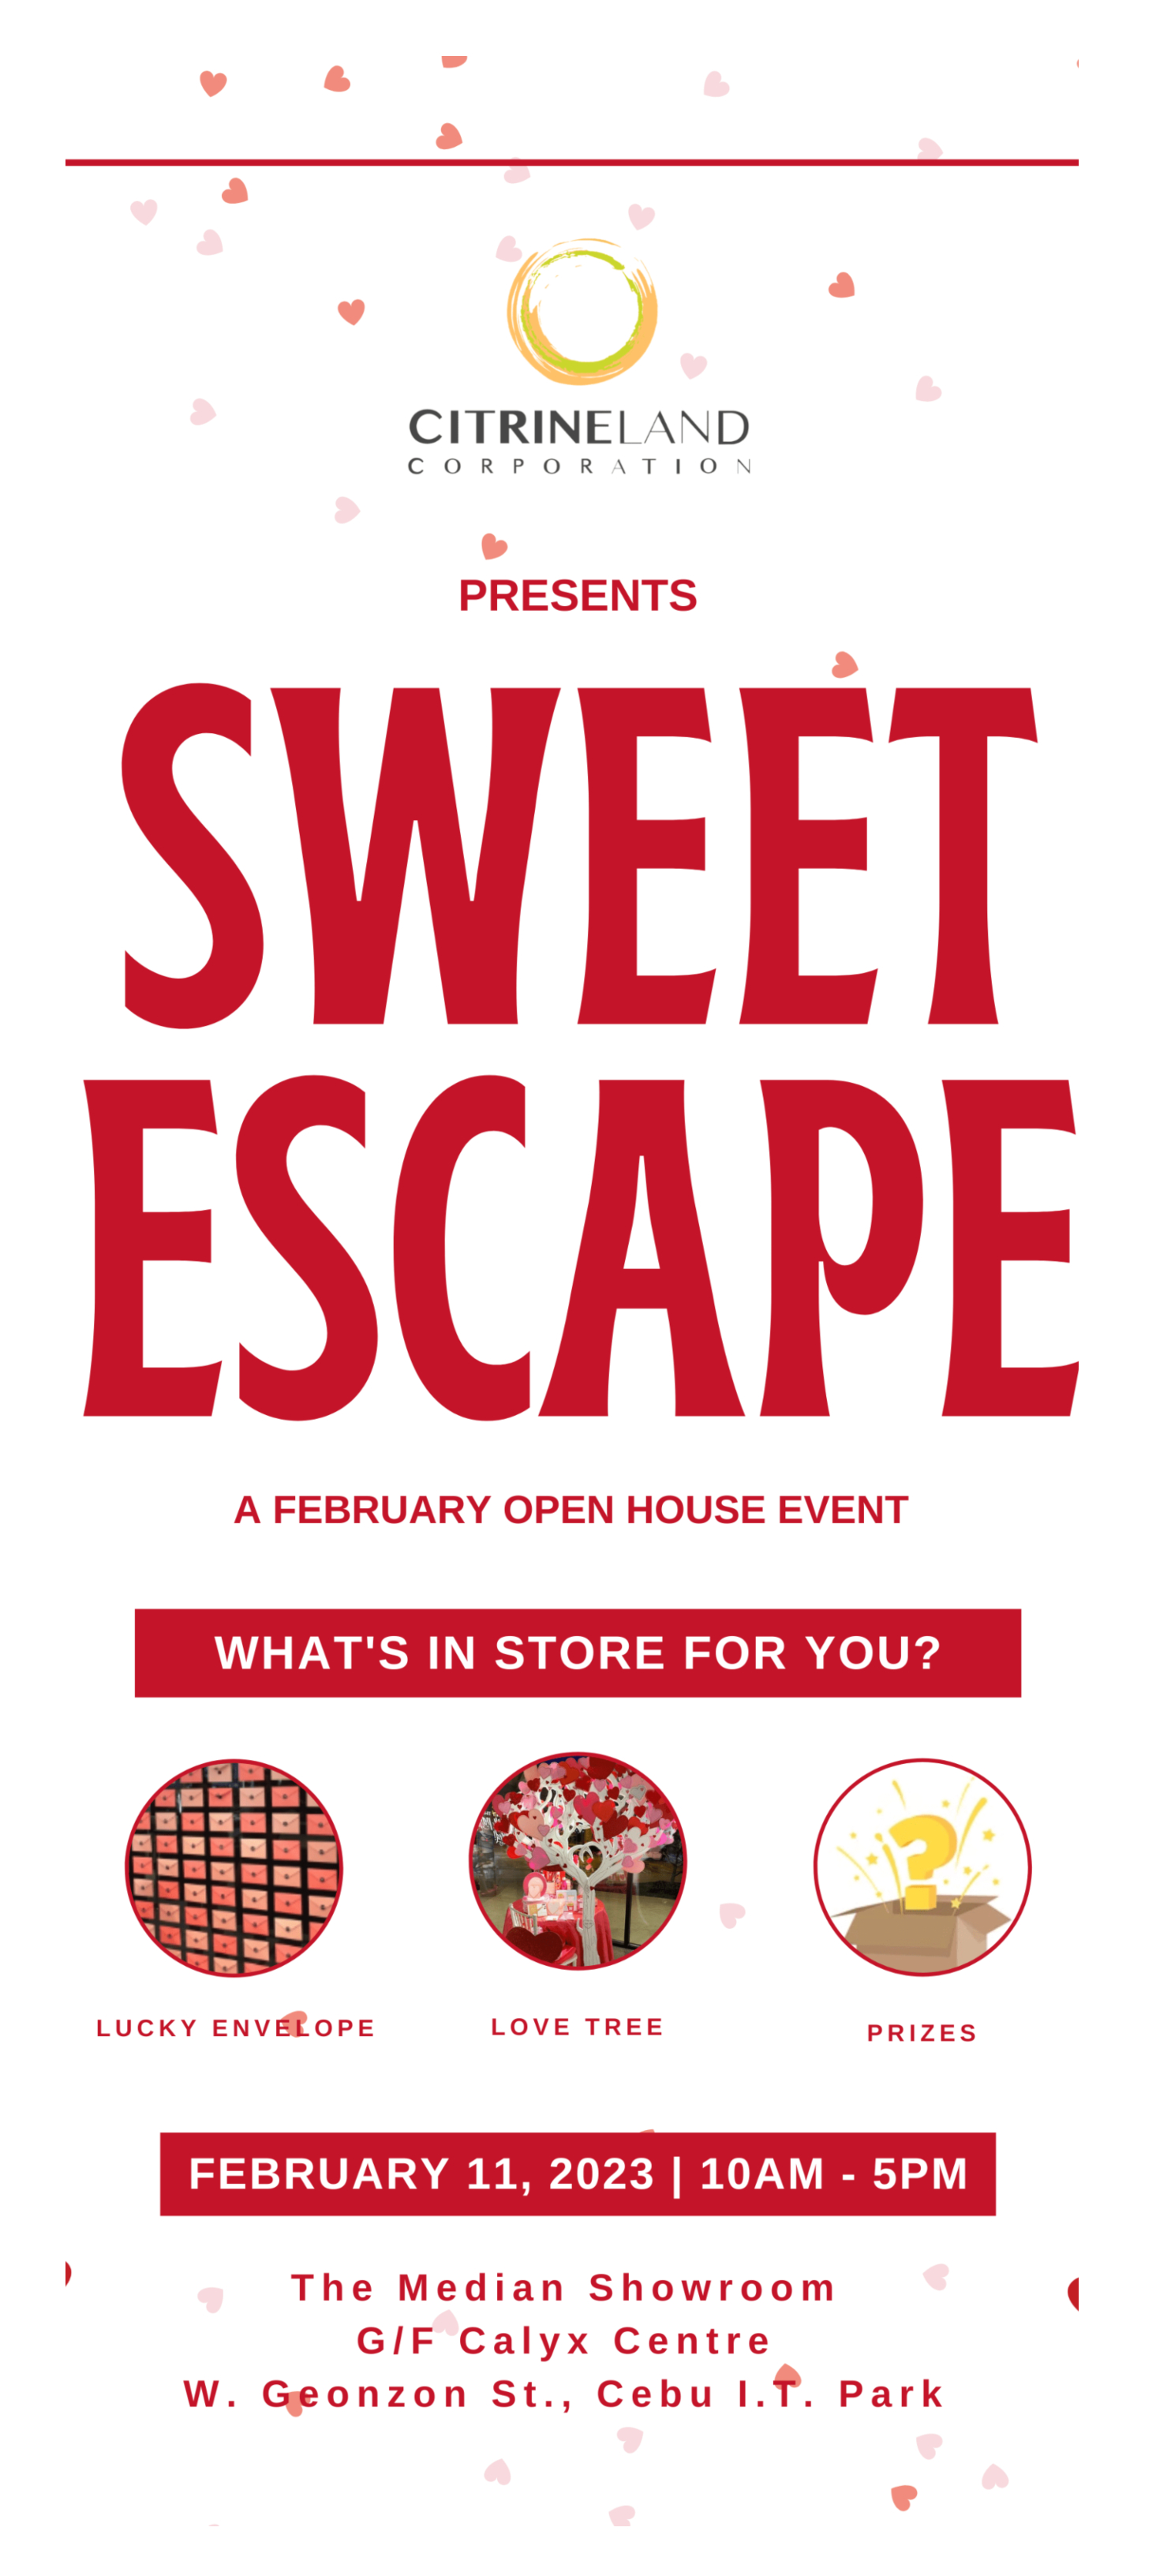 CITRINELAND
CORPORATION
PRESENTS
SWEET
ESCAPE
A FEBRUARY OPEN HOUSE EVENT
WHAT'S IN STORE FOR YOU?
LUCKY ENVELOPE
LOVE TREE
PRIZES
FEBRUARY 11, 2023 | 10AM - 5PM
The Median Showroom
G/F Calyx Centre
W. Geonzon St., Cebu I.T. Park